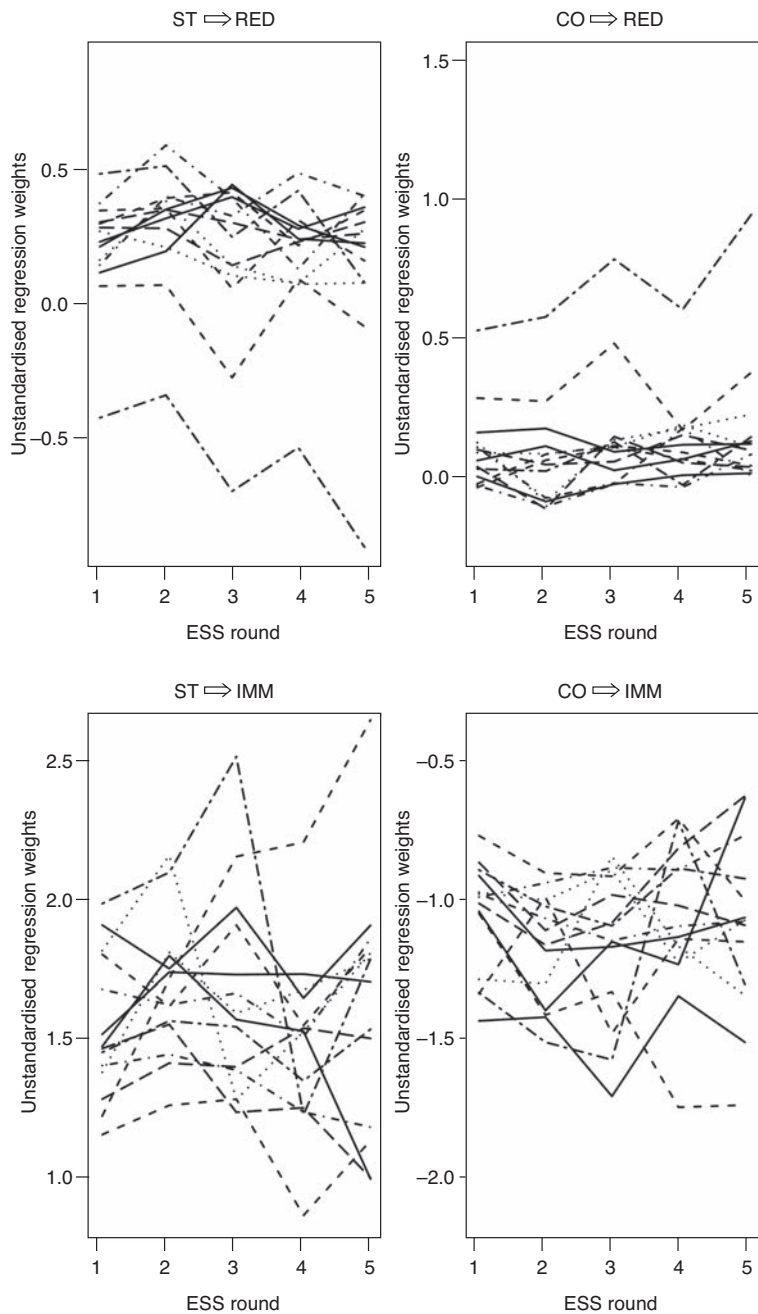 ST ⇨ RED
Unstandardised regression weights
0.5
0.0
−0.5
1 2 3 4 5
ESS round
CO ⇨ RED
Unstandardised regression weights
1.5
1.0
0.5
0.0
1 2 3 4 5
ESS round
ST ⇨ IMM
Unstandardised regression weights
2.5
2.0
1.5
1.0
1 2 3 4 5
ESS round
CO ⇨ IMM
Unstandardised regression weights
−0.5
−1.0
−1.5
−2.0
1 2 3 4 5
ESS round